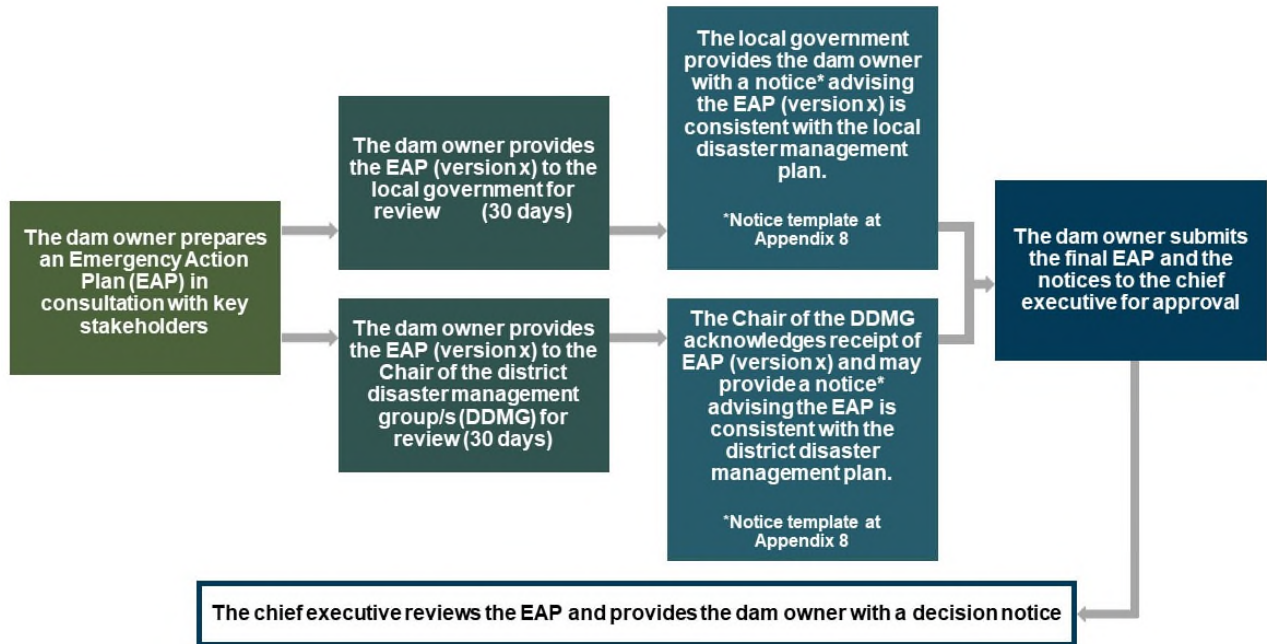 The dam owner prepares
an Emergency Action
Plan (EAP) in
consultation with key
stakeholders
The dam owner provides
the EAP (version x) to the
local government for
review (30 days)
The local government
provides the dam owner
with a notice* advising
the EAP (version x) is
consistent with the local
disaster management
plan.
*Notice template at
Appendix 8
The dam owner provides
the EAP (version x) to the
Chair of the district
disaster management
group/s (DDMG) for
review (30 days)
The Chair of the DDMG
acknowledges receipt of
EAP (version x) and may
provide a notice*
advising the EAP is
consistent with the
district disaster
management plan.
*Notice template at
Appendix 8
The dam owner submits
the final EAP and the
notices to the chief
executive for approval
The chief executive reviews the EAP and provides the dam owner with a decision notice